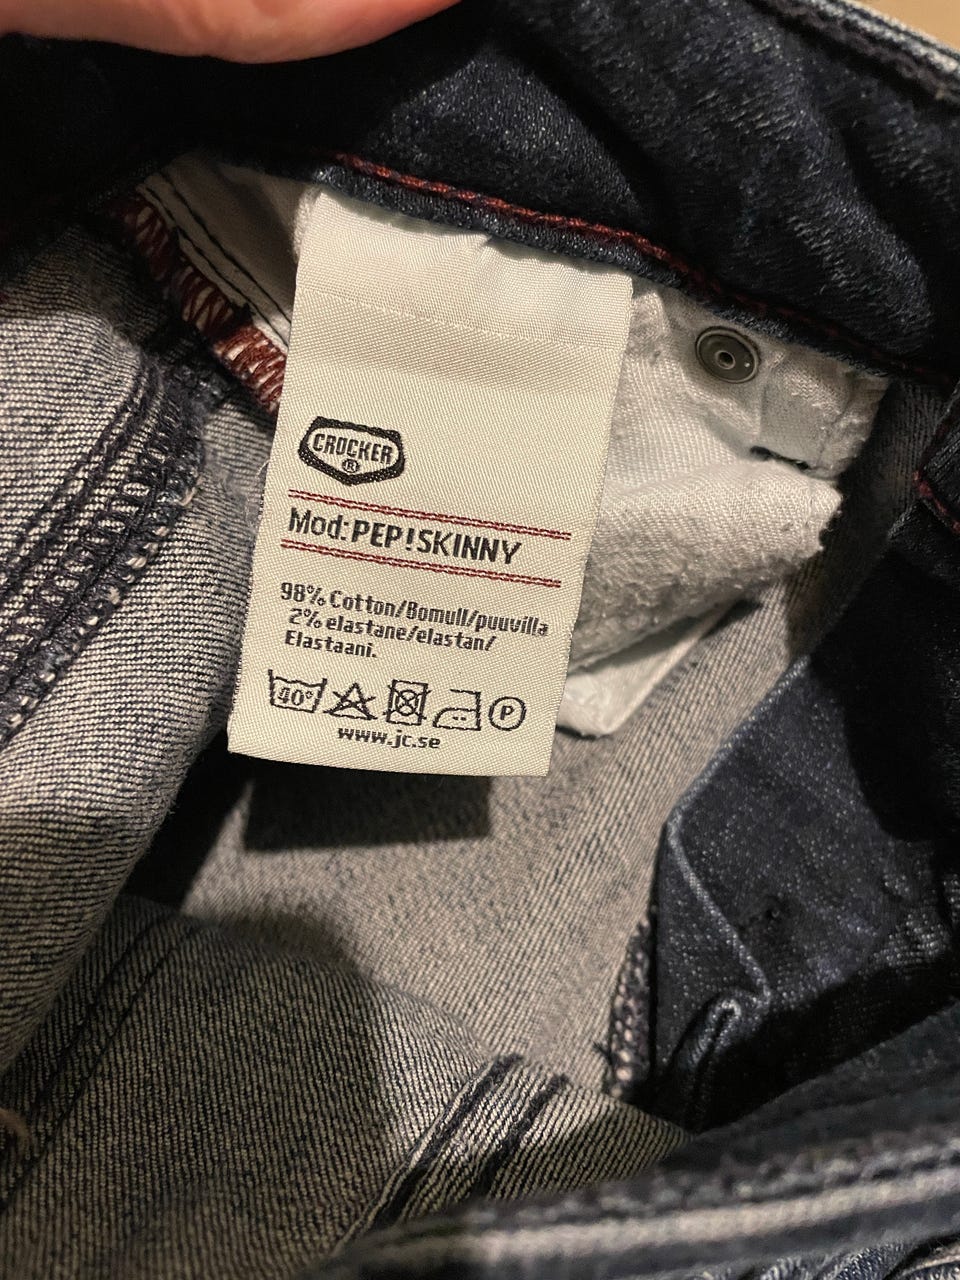 CROCKER
®
Mod: PEP!SKINNY
98% Cotton/Bomull/puuvilla
2% elastane/elastan/
Elastaani.
40°
P
www.jc.se